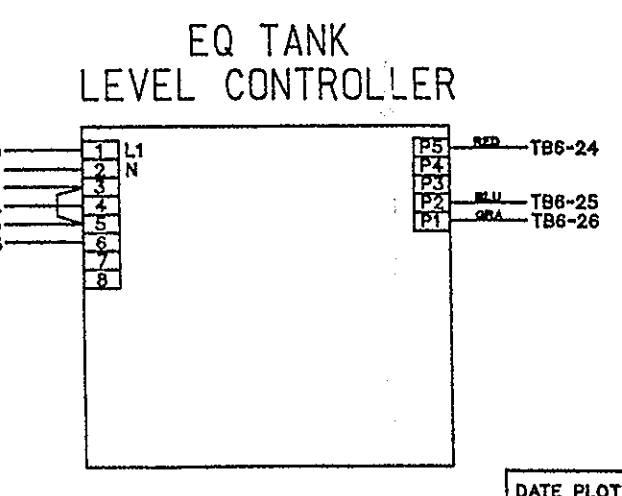 EQ TANK
LEVEL CONTROLLER
1 L1
2 N
3
4
5
6
7
8
P5 RED TB6-24
P4
P3
P2 BLU TB6-25
P1 GRA TB6-26
DATE PLOT